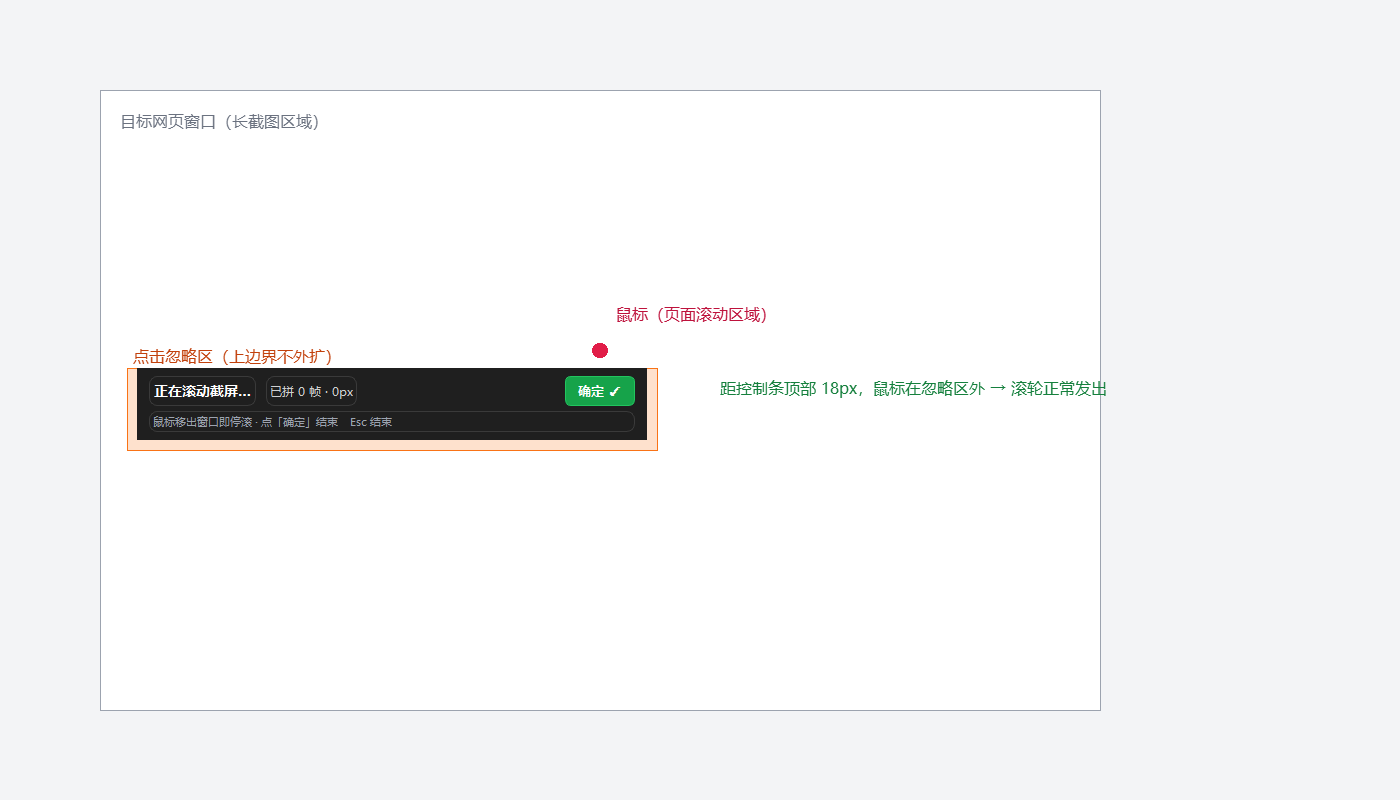 目标网页窗口（长截图区域）
鼠标（页面滚动区域）
点击忽略区（上边界不外扩）
正在滚动截屏... 已拼 0 帧 · 0px 确定 ✔
距控制条顶部 18px，鼠标在忽略区外 → 滚轮正常发出
鼠标移出窗口即停滚 · 点「确定」结束 Esc 结束